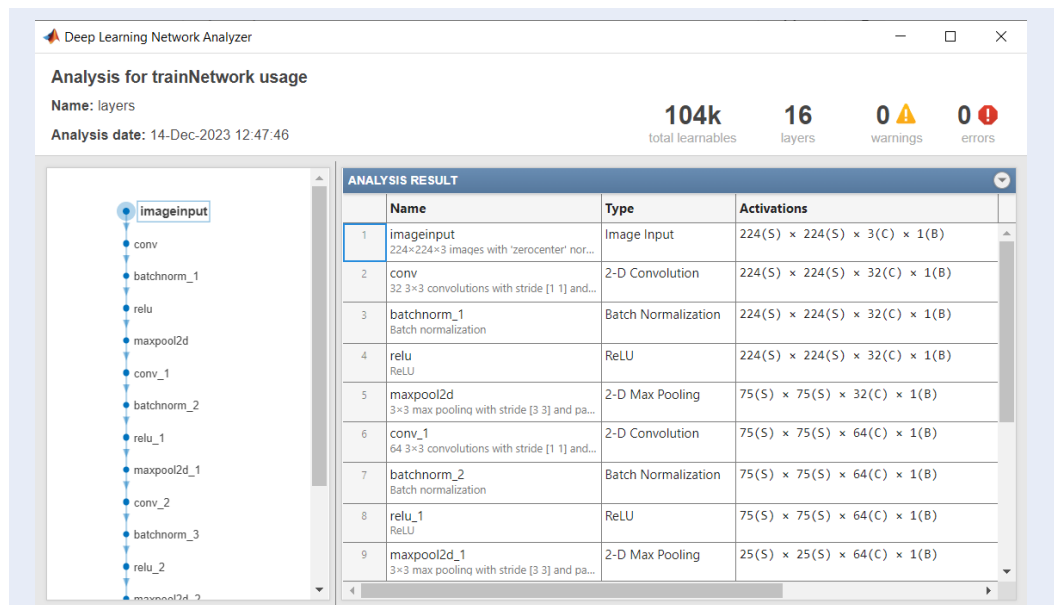 Deep Learning Network Analyzer
Analysis for trainNetwork usage
Name: layers
Analysis date: 14-Dec-2023 12:47:46
104k 16 0 0
total learnables layers warnings errors
imageinput
conv
batchnorm_1
relu
maxpool2d
conv_1
batchnorm_2
relu_1
maxpool2d_1
conv_2
batchnorm_3
relu_2
maxpool2d_2
ANALYSIS RESULT
Name Type Activations
1 imageinput Image Input 224(S) × 224(S) × 3(C) × 1(B)
224×224×3 images with 'zerocenter' nor...
2 conv 2-D Convolution 224(S) × 224(S) × 32(C) × 1(B)
32 3×3 convolutions with stride [1 1] and...
3 batchnorm_1 Batch Normalization 224(S) × 224(S) × 32(C) × 1(B)
Batch normalization
4 relu ReLU 224(S) × 224(S) × 32(C) × 1(B)
ReLU
5 maxpool2d 2-D Max Pooling 75(S) × 75(S) × 32(C) × 1(B)
3×3 max pooling with stride [3 3] and pa...
6 conv_1 2-D Convolution 75(S) × 75(S) × 64(C) × 1(B)
64 3×3 convolutions with stride [1 1] and...
7 batchnorm_2 Batch Normalization 75(S) × 75(S) × 64(C) × 1(B)
Batch normalization
8 relu_1 ReLU 75(S) × 75(S) × 64(C) × 1(B)
ReLU
9 maxpool2d_1 2-D Max Pooling 25(S) × 25(S) × 64(C) × 1(B)
3×3 max pooling with stride [3 3] and pa...